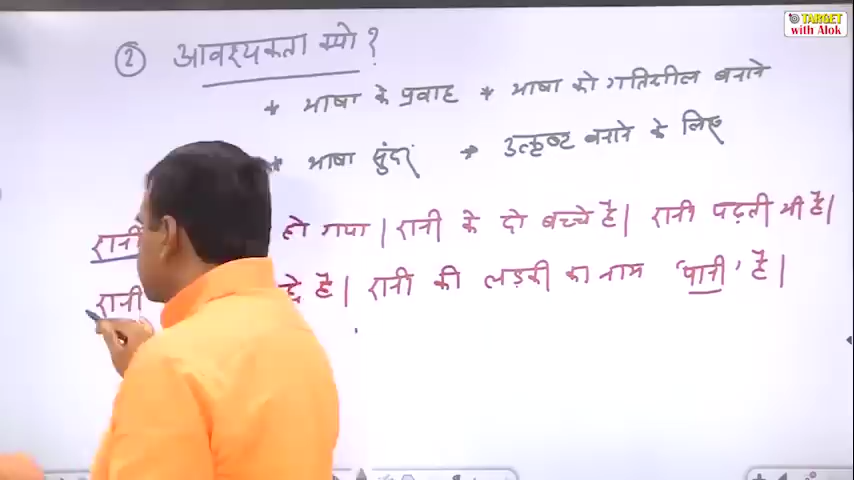 TARGET
with Alok
② आवश्यकता क्यो ?
* भाषा के प्रवाह * भाषा को गतिशील बनाने
* भाषा सुंदर * उत्कृष्ट बनाने के लिए
रानी हो गया | रानी के दो बच्चे है | रानी पढ़ती भी है |
रानी है | रानी की लड़की का नाम 'पानी' है |